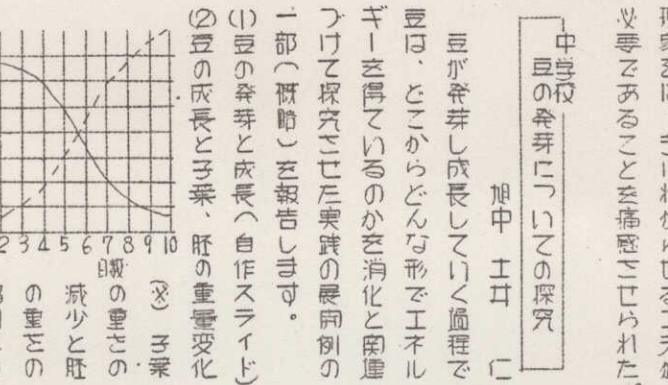 必要であることを痛感させられた。
中学校
豆の発芽についての探究
旭中 土井 仁
豆が発芽し成長していく過程で
豆は、どこからどんな形でエネル
ギーを得ているのかを消化と関連
づけて探究させた実践の展開例の
一部(概略)を報告します。
(1)豆の発芽と成長(自作スライド)
(2)豆の成長と子葉、胚の重量変化
2 3 4 5 6 7 8 9 10
日数
(※) 子葉
の重さの
減少と胚
の重さの